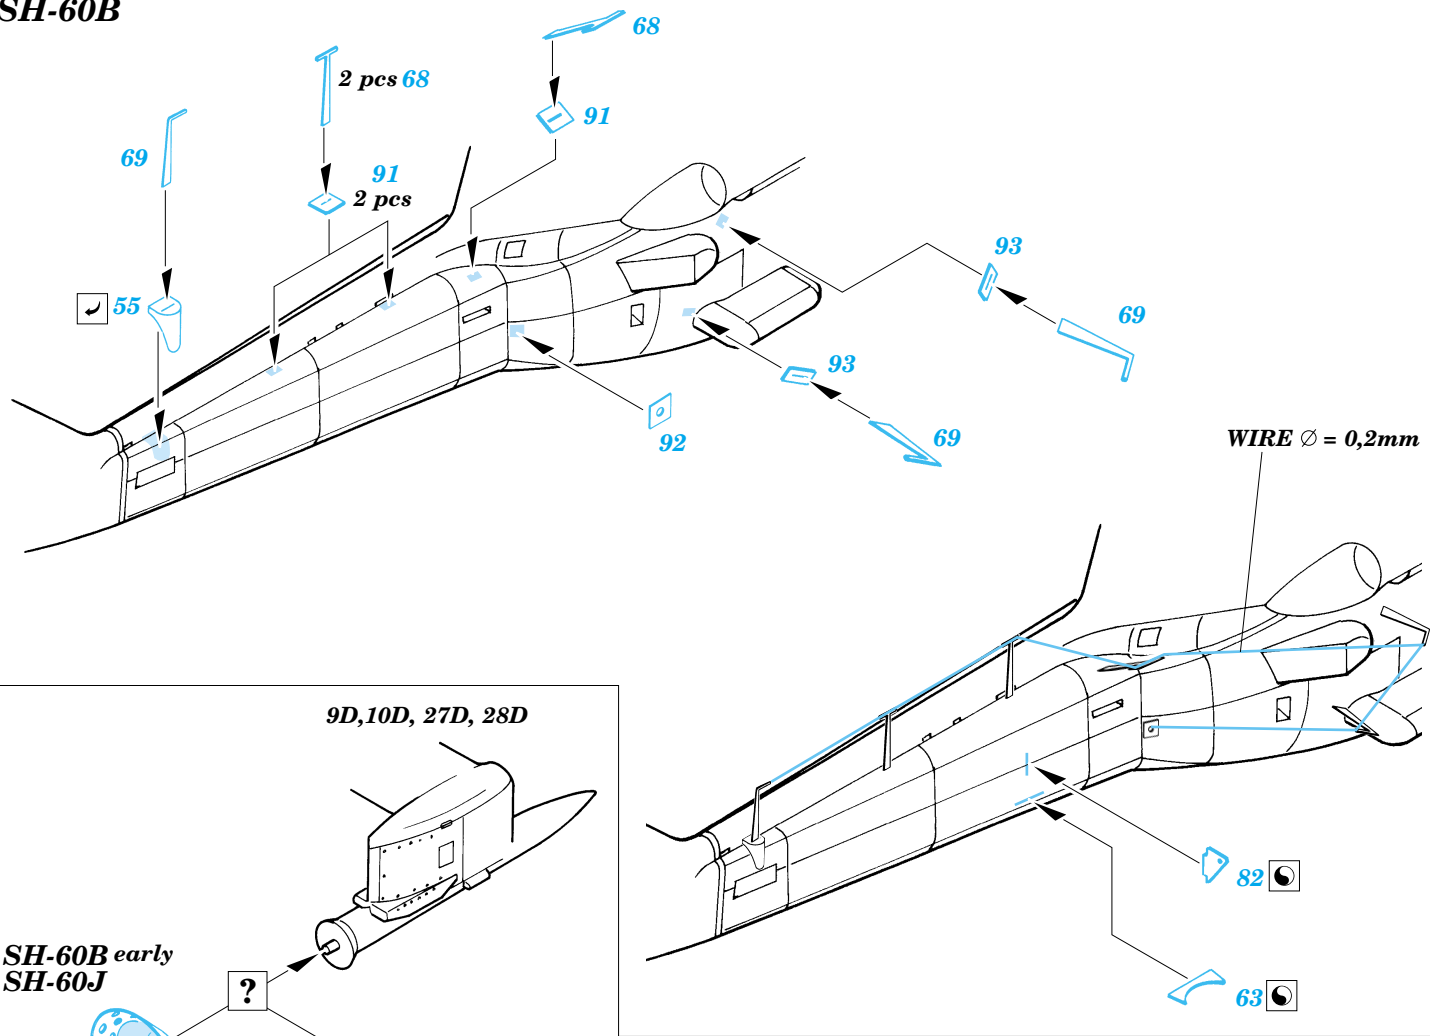 SH-60B
68
2 pcs 68
91
69
91
2 pcs
55
93
69
93
92
69
WIRE ∅ = 0,2mm
9D,10D, 27D, 28D
82
SH-60B early
SH-60J
?
63